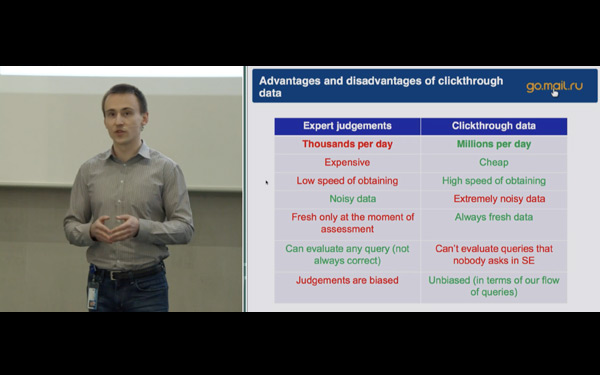 Advantages and disadvantages of clickthrough
data
go.mail.ru
Expert judgements Clickthrough data
Thousands per day Millions per day
Expensive Cheap
Low speed of obtaining High speed of obtaining
Noisy data Extremely noisy data
Fresh only at the moment of
assessment
Always fresh data
Can evaluate any query (not
always correct)
Can't evaluate queries that
nobody asks in SE
Judgements are biased
Unbiased (in terms of our flow
of queries)